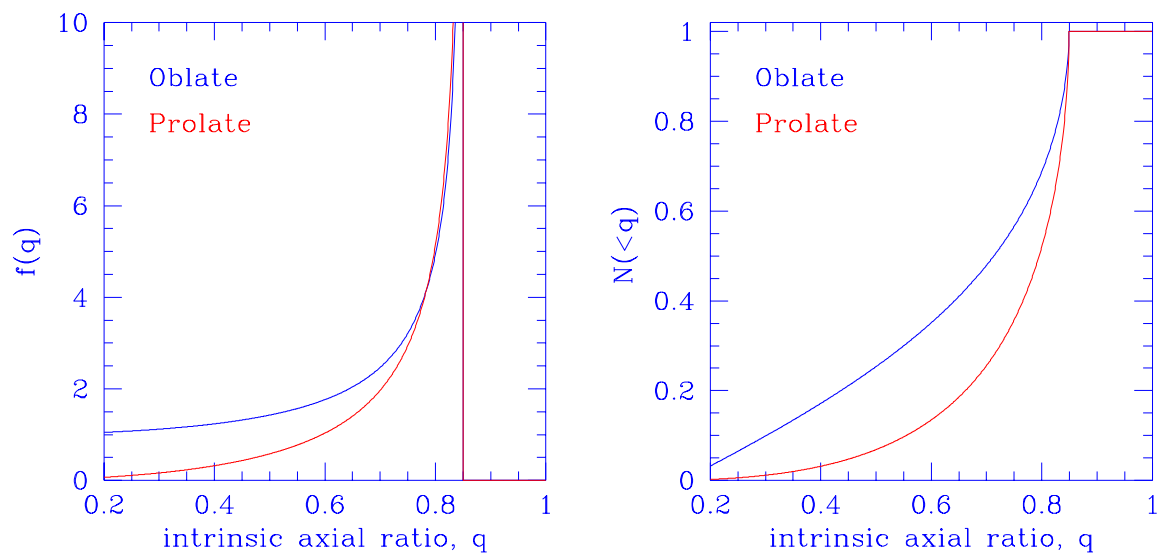 10
8
6
4
2
0
f(q)
Oblate
Prolate
0.2 0.4 0.6 0.8 1
intrinsic axial ratio, q
1
0.8
0.6
0.4
0.2
0
N(<q)
Oblate
Prolate
0.2 0.4 0.6 0.8 1
intrinsic axial ratio, q